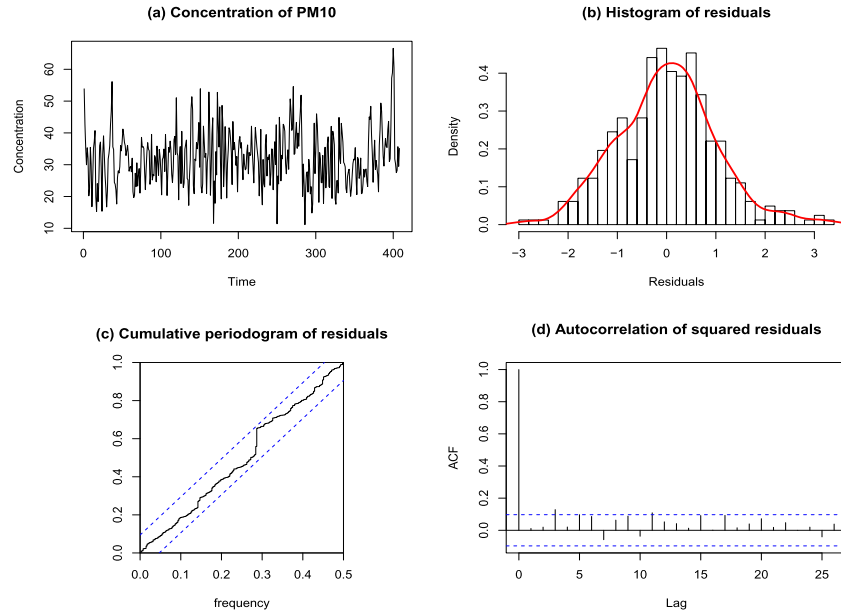 (a) Concentration of PM10
Concentration
60
50
40
30
20
10
0 100 200 300 400
Time
(b) Histogram of residuals
Density
0.4
0.3
0.2
0.1
0.0
−3 −2 −1 0 1 2 3
Residuals
(c) Cumulative periodogram of residuals
1.0
0.8
0.6
0.4
0.2
0.0
0.0 0.1 0.2 0.3 0.4 0.5
frequency
(d) Autocorrelation of squared residuals
ACF
1.0
0.8
0.6
0.4
0.2
0.0
0 5 10 15 20 25
Lag